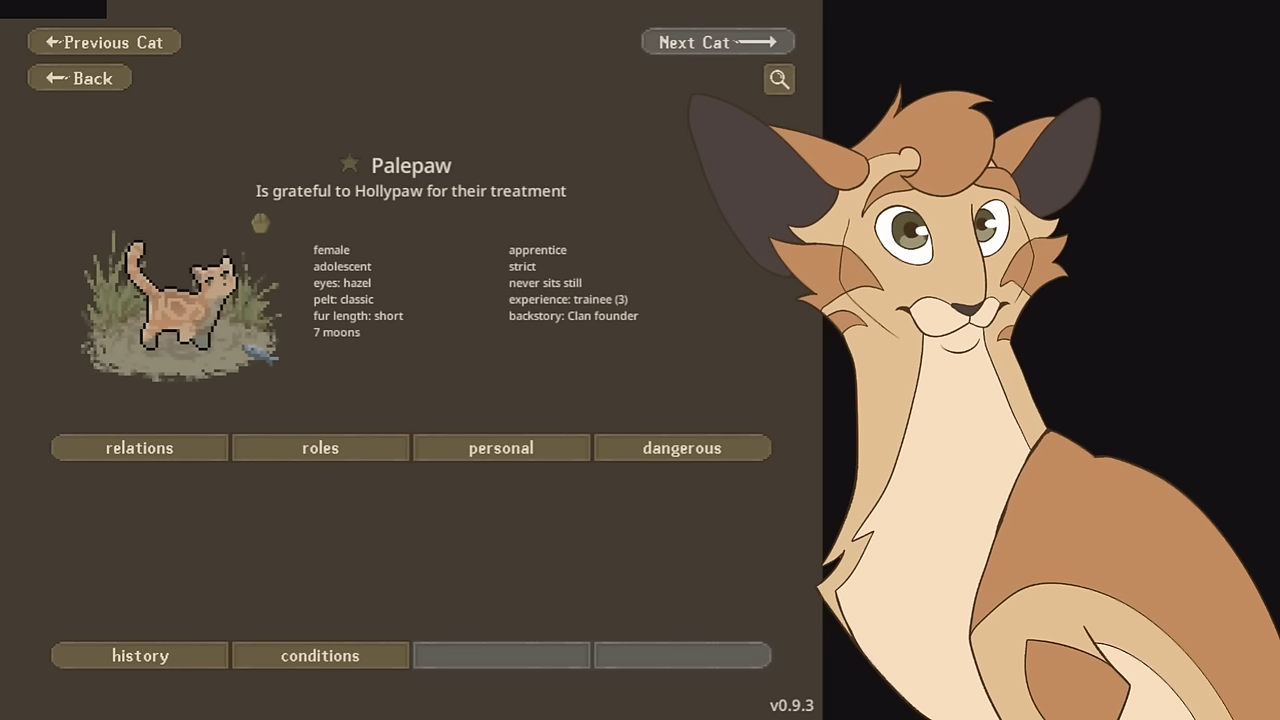 Previous Cat
Next Cat
Back
Palepaw
Is grateful to Hollypaw for their treatment
female
adolescent
eyes: hazel
pelt: classic
fur length: short
7 moons
apprentice
strict
never sits still
experience: trainee (3)
backstory: Clan founder
relations
roles
personal
dangerous
history
conditions
v0.9.3